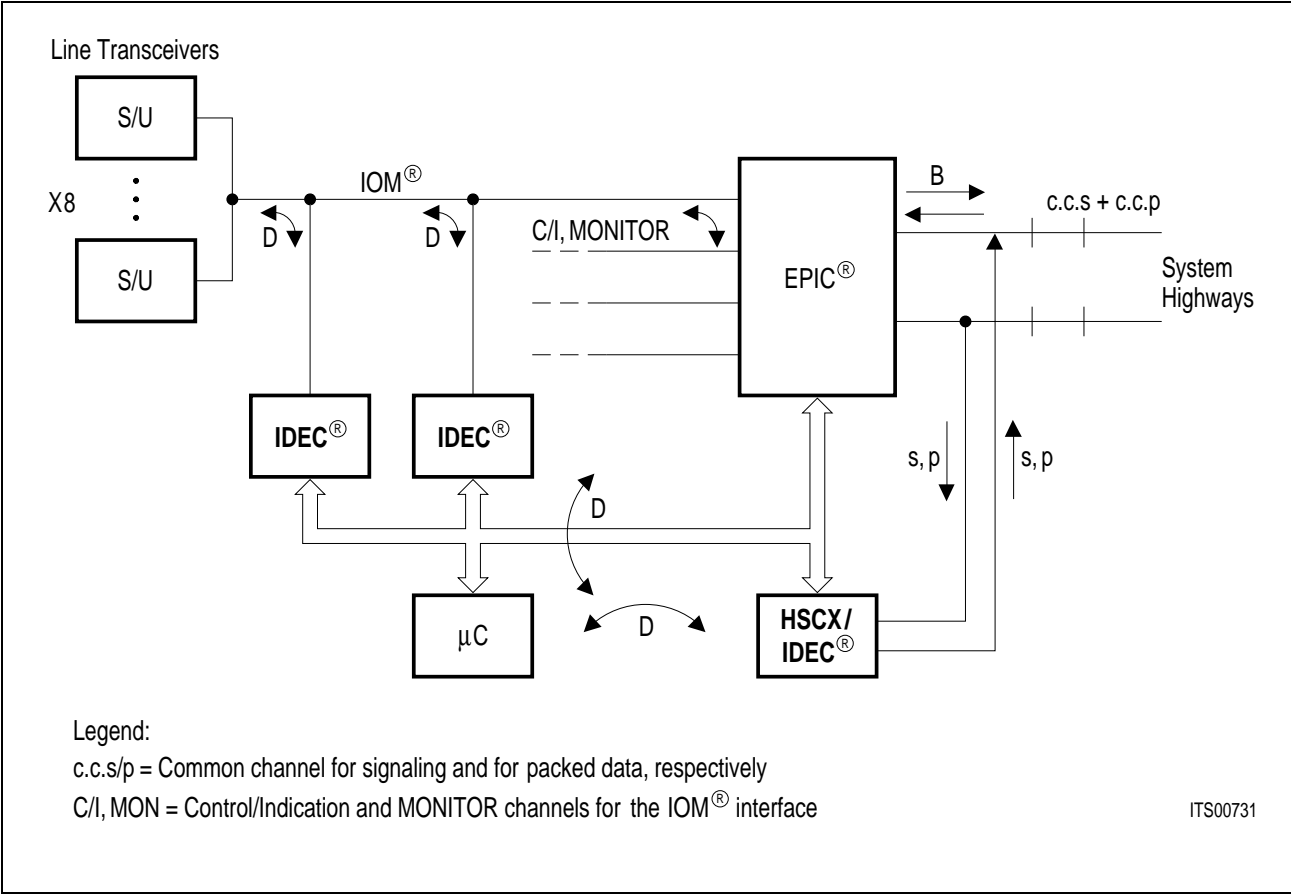 Line Transceivers
S/U
X8
S/U
IOM®
D
D
C/I, MONITOR
EPIC®
B
c.c.s + c.c.p
System
Highways
IDEC®
IDEC®
s, p
s, p
D
D
μC
HSCX/
IDEC®
Legend:
c.c.s/p = Common channel for signaling and for packed data, respectively
C/I, MON = Control/Indication and MONITOR channels for the IOM® interface
ITS00731